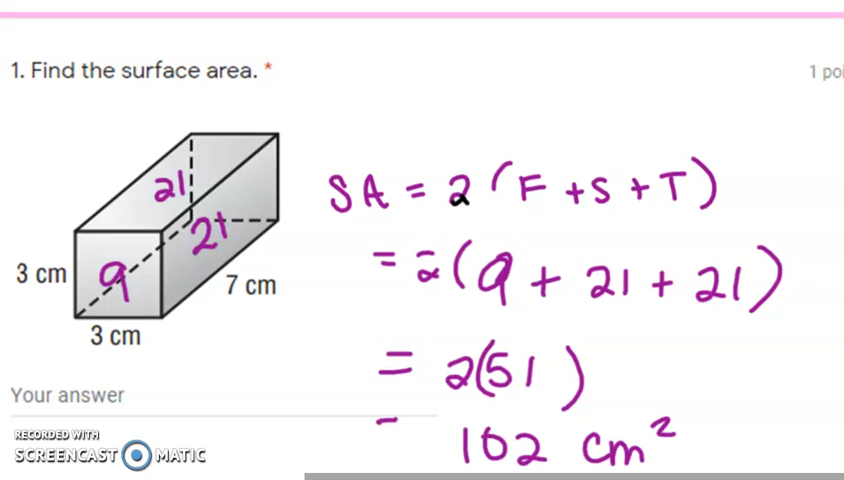 1. Find the surface area. *
1 poi
21
SA = 2 (F + S + T)
21
= 2(9 + 21 + 21)
3 cm
9
7 cm
3 cm
= 2(51)
Your answer
= 102 cm²
RECORDED WITH
SCREENCAST MATIC